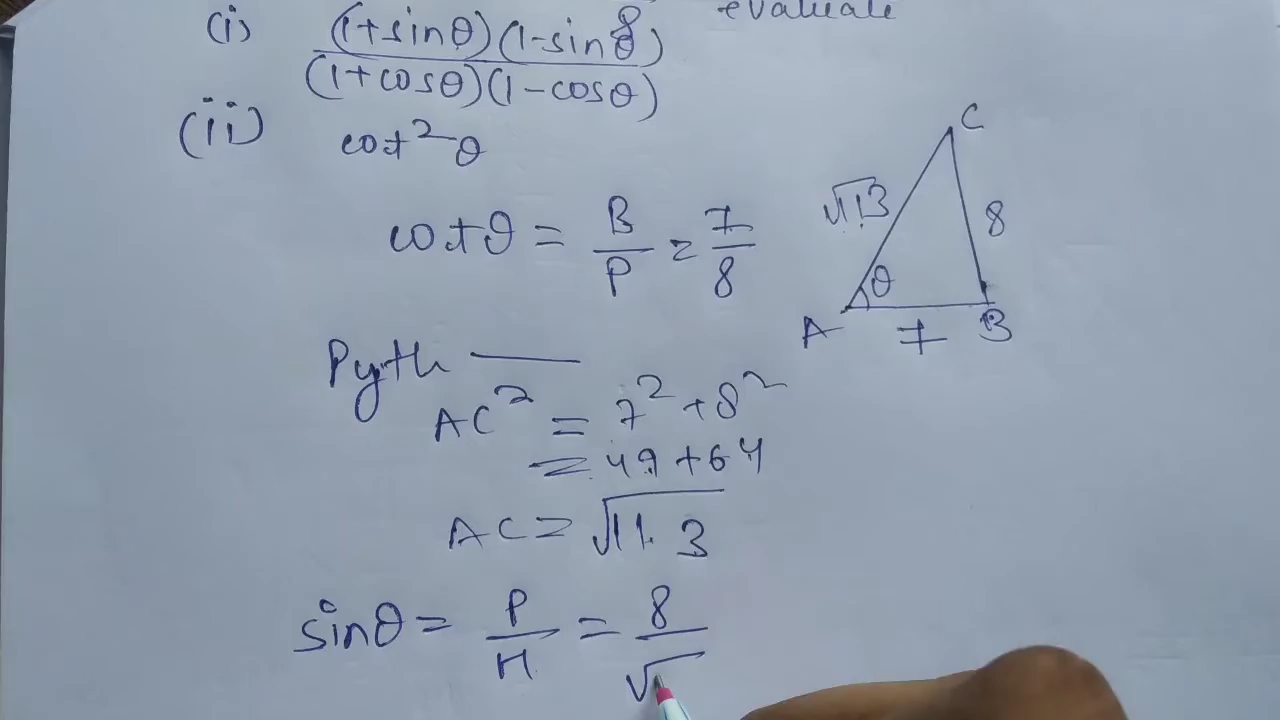 evaluate
(i) (1+sinθ)(1-sinθ) / (1+cosθ)(1-cosθ)
(ii) cot²θ
C
√113
8
θ
A 7 B
cotθ = B/P = 7/8
Pyth
AC² = 7²+8²
= 49+64
AC = √113
sinθ = P/H = 8/√